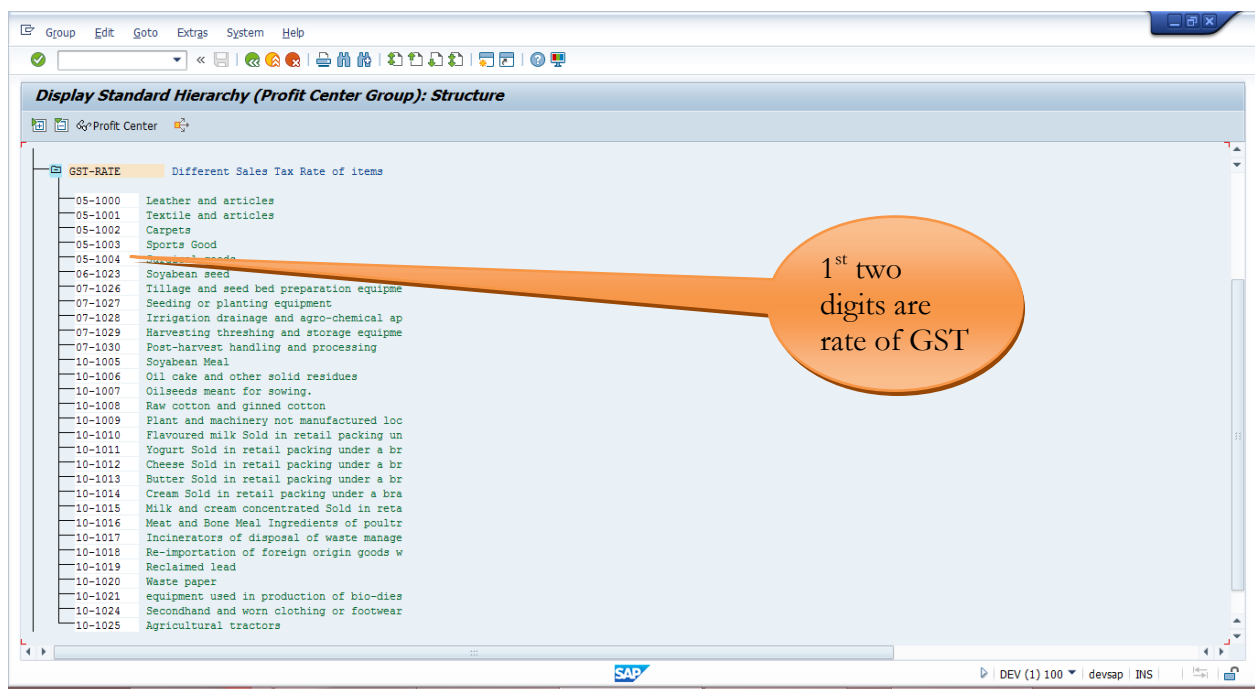 Group Edit Goto Extras System Help
Display Standard Hierarchy (Profit Center Group): Structure
Profit Center
GST-RATE Different Sales Tax Rate of items
05-1000 Leather and articles
05-1001 Textile and articles
05-1002 Carpets
05-1003 Sports Good
05-1004 Surgical goods
06-1023 Soyabean seed
07-1026 Tillage and seed bed preparation equipme
07-1027 Seeding or planting equipment
07-1028 Irrigation drainage and agro-chemical ap
07-1029 Harvesting threshing and storage equipme
07-1030 Post-harvest handling and processing
10-1005 Soyabean Meal
10-1006 Oil cake and other solid residues
10-1007 Oilseeds meant for sowing.
10-1008 Raw cotton and ginned cotton
10-1009 Plant and machinery not manufactured loc
10-1010 Flavoured milk Sold in retail packing un
10-1011 Yogurt Sold in retail packing under a br
10-1012 Cheese Sold in retail packing under a br
10-1013 Butter Sold in retail packing under a br
10-1014 Cream Sold in retail packing under a bra
10-1015 Milk and cream concentrated Sold in reta
10-1016 Meat and Bone Meal Ingredients of poultr
10-1017 Incinerators of disposal of waste manage
10-1018 Re-importation of foreign origin goods w
10-1019 Reclaimed lead
10-1020 Waste paper
10-1021 equipment used in production of bio-dies
10-1024 Secondhand and worn clothing or footwear
10-1025 Agricultural tractors
1st two
digits are
rate of GST
SAP
DEV (1) 100 devsap INS